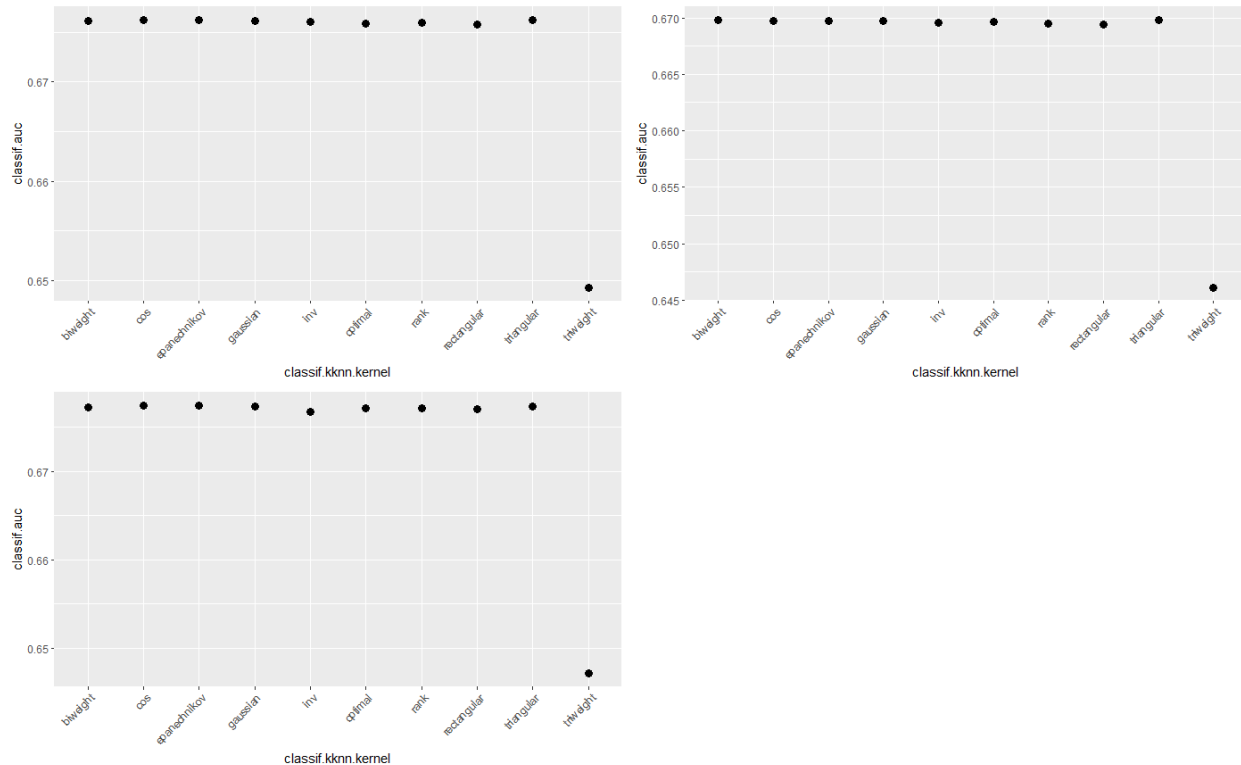 classif.auc
0.67
0.66
0.65
biweight
cos
epanechnikov
gaussian
inv
optimal
rank
rectangular
triangular
triweight
classif.kknn.kernel
classif.auc
0.670
0.665
0.660
0.655
0.650
0.645
biweight
cos
epanechnikov
gaussian
inv
optimal
rank
rectangular
triangular
triweight
classif.kknn.kernel
classif.auc
0.67
0.66
0.65
biweight
cos
epanechnikov
gaussian
inv
optimal
rank
rectangular
triangular
triweight
classif.kknn.kernel